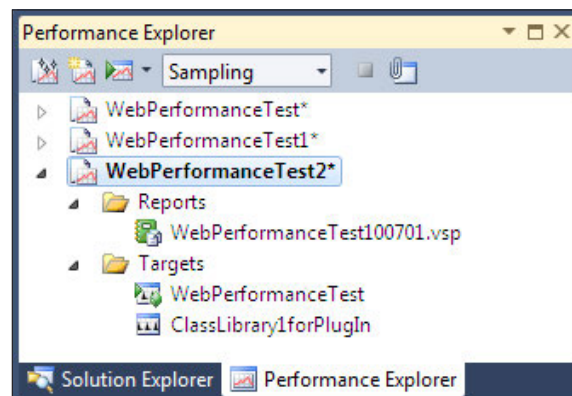 Performance Explorer
Sampling
WebPerformanceTest*
WebPerformanceTest1*
WebPerformanceTest2*
Reports
WebPerformanceTest100701.vsp
Targets
WebPerformanceTest
ClassLibrary1forPlugIn
Solution Explorer Performance Explorer